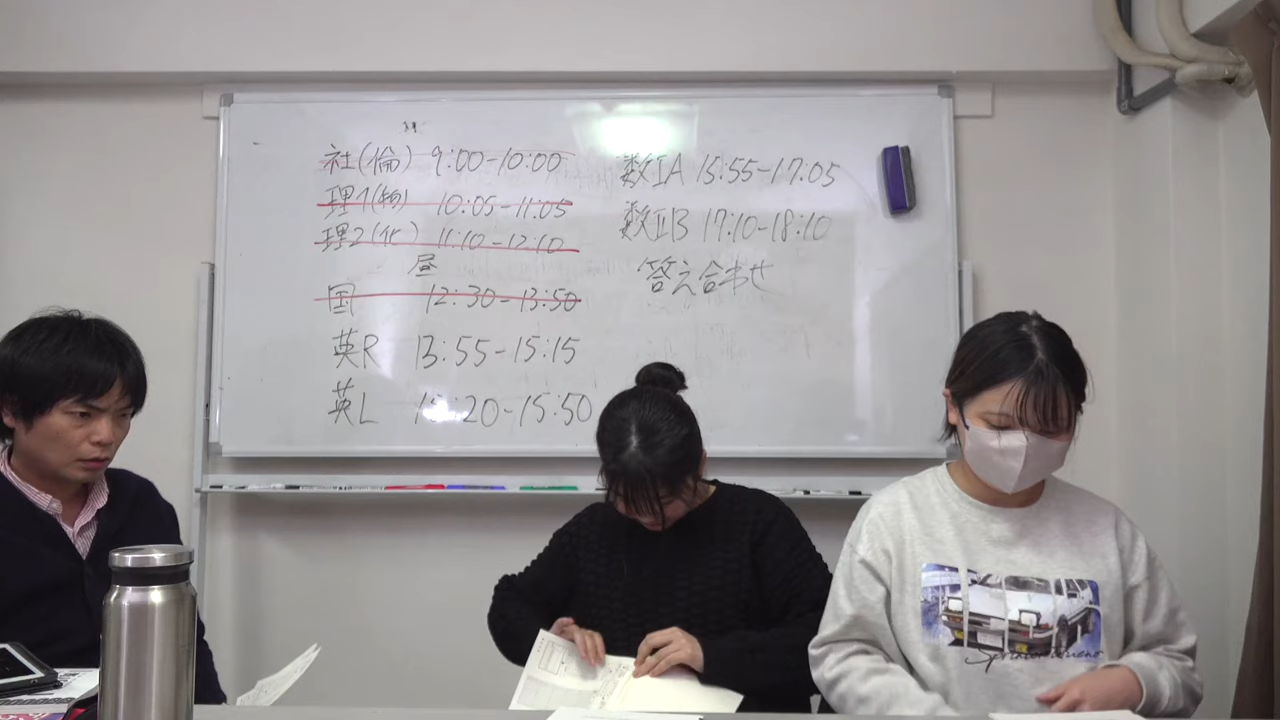 社(倫) 9:00-10:00
理1(物) 10:05-11:05
理2(化) 11:10-12:10
昼
国 12:30-13:50
英R 13:55-15:15
英L 15:20-15:50
数IA 15:55-17:05
数IIB 17:10-18:10
答え合わせ